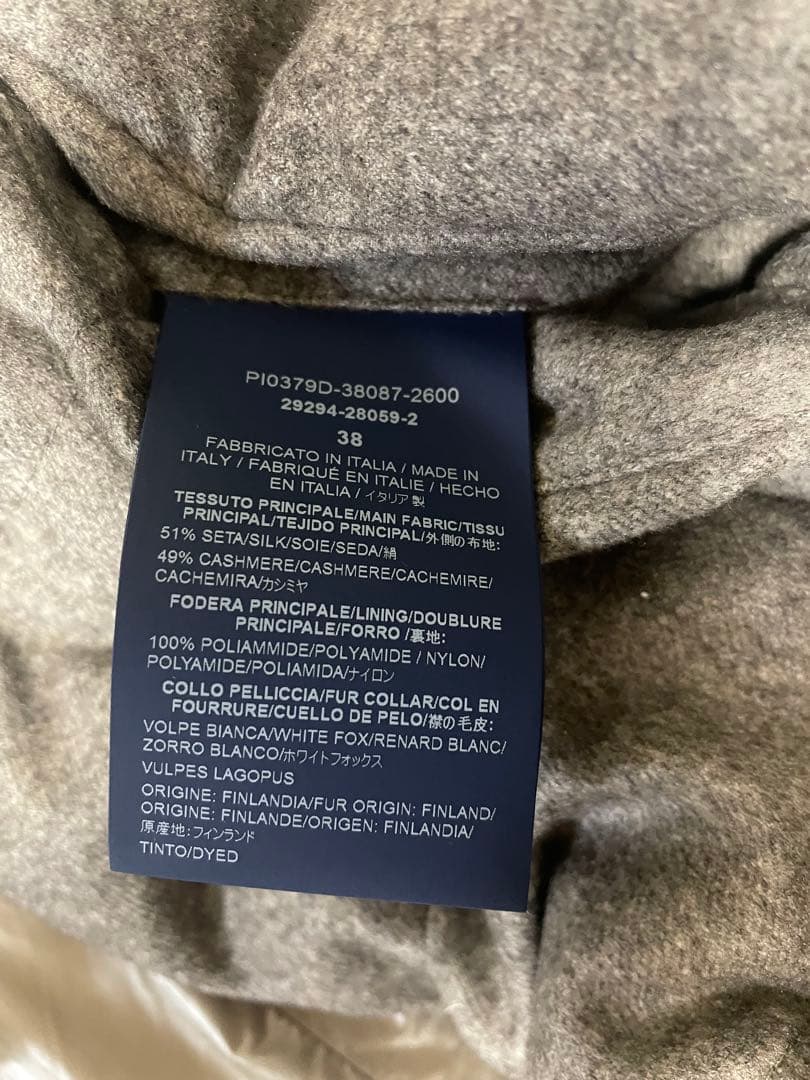 PI0379D-38087-2600
29294-28059-2
38
FABBRICATO IN ITALIA / MADE IN
ITALY / FABRIQUÉ EN ITALIE / HECHO
EN ITALIA / イタリア製
TESSUTO PRINCIPALE/MAIN FABRIC/TISSU
PRINCIPAL/TEJIDO PRINCIPAL/外側の布地:
51% SETA/SILK/SOIE/SEDA/絹
49% CASHMERE/CASHMERE/CACHEMIRE/
CACHEMIRA/カシミヤ
FODERA PRINCIPALE/LINING/DOUBLURE
PRINCIPALE/FORRO /裏地:
100% POLIAMMIDE/POLYAMIDE / NYLON/
POLYAMIDE/POLIAMIDA/ナイロン
COLLO PELLICCIA/FUR COLLAR/COL EN
FOURRURE/CUELLO DE PELO/襟の毛皮:
VOLPE BIANCA/WHITE FOX/RENARD BLANC/
ZORRO BLANCO/ホワイトフォックス
VULPES LAGOPUS
ORIGINE: FINLANDIA/FUR ORIGIN: FINLAND/
ORIGINE: FINLANDE/ORIGEN: FINLANDIA/
原産地:フィンランド
TINTO/DYED